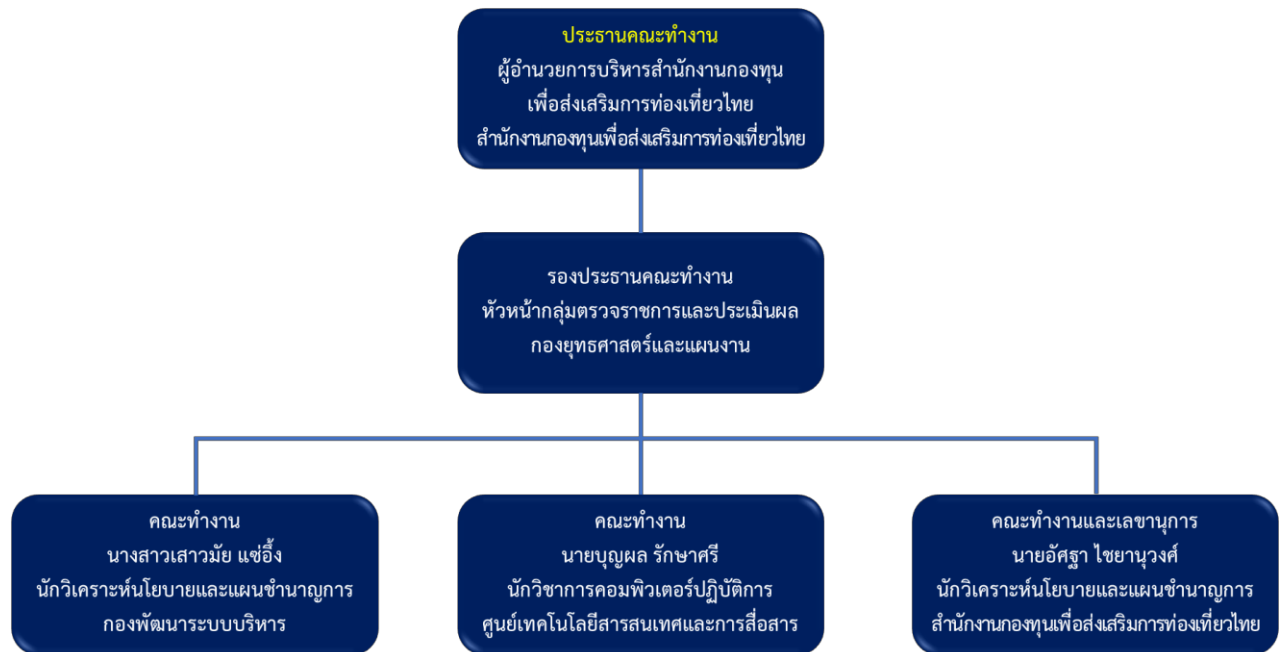 ประธานคณะทำงาน
ผู้อำนวยการบริหารสำนักงานกองทุน
เพื่อส่งเสริมการท่องเที่ยวไทย
สำนักงานกองทุนเพื่อส่งเสริมการท่องเที่ยวไทย
รองประธานคณะทำงาน
หัวหน้ากลุ่มตรวจราชการและประเมินผล
กองยุทธศาสตร์และแผนงาน
คณะทำงาน
นางสาวเสาวมัย แซ่อึ้ง
นักวิเคราะห์นโยบายและแผนชำนาญการ
กองพัฒนาระบบบริหาร
คณะทำงาน
นายบุญผล รักษาศรี
นักวิชาการคอมพิวเตอร์ปฏิบัติการ
ศูนย์เทคโนโลยีสารสนเทศและการสื่อสาร
คณะทำงานและเลขานุการ
นายอัศฐา ไชยานุวงศ์
นักวิเคราะห์นโยบายและแผนชำนาญการ
สำนักงานกองทุนเพื่อส่งเสริมการท่องเที่ยวไทย